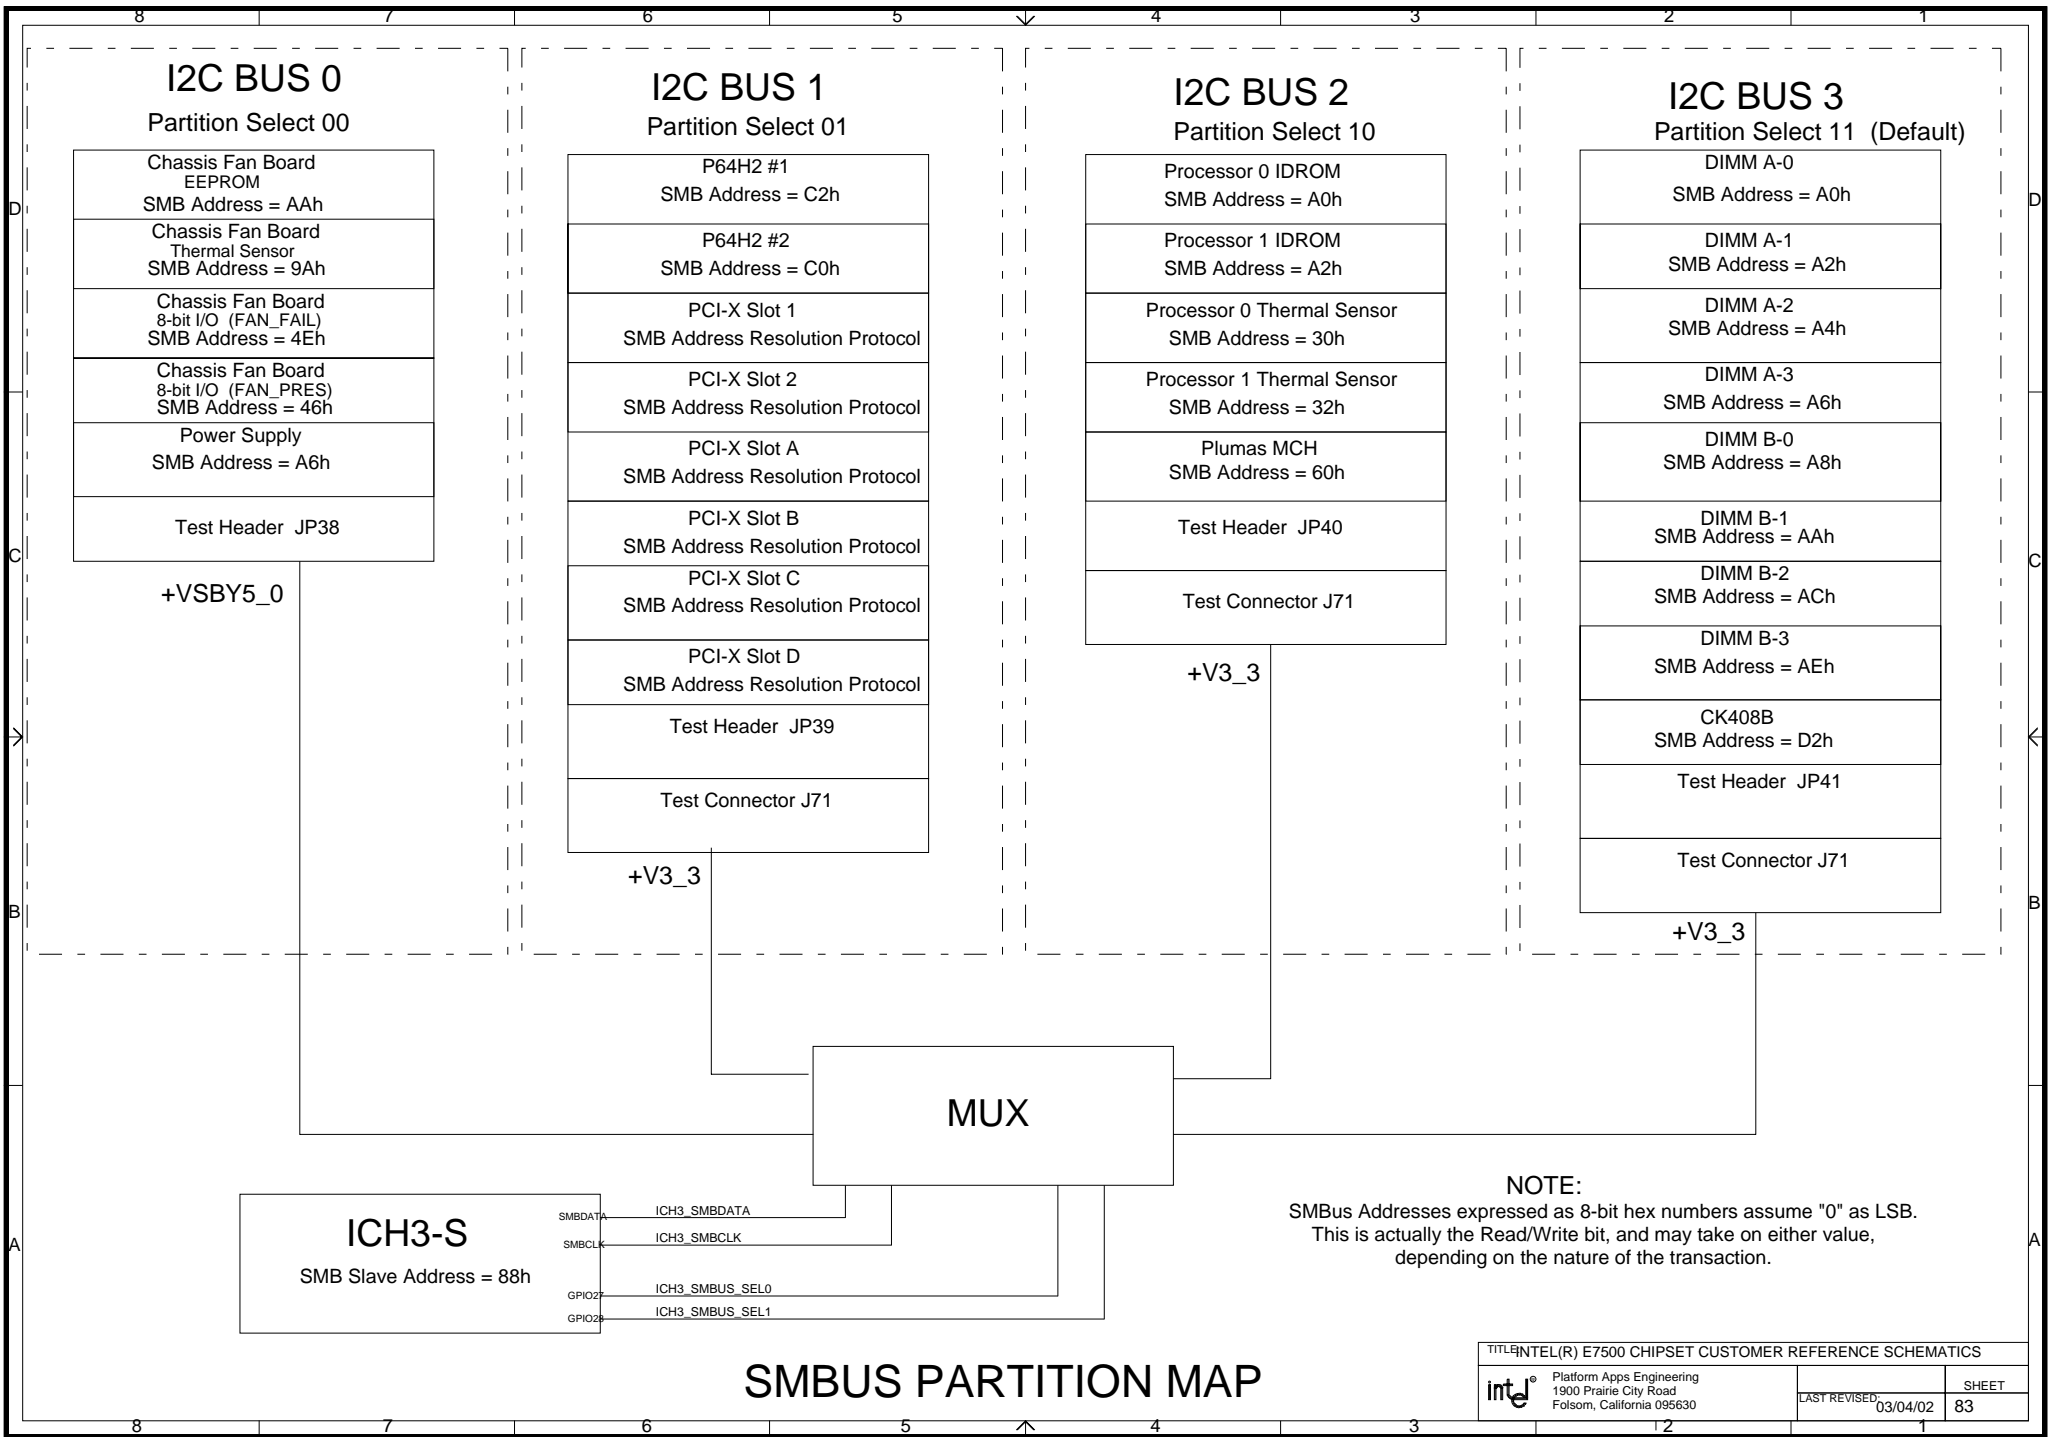 8 7 6 5 4 3 2 1
I2C BUS 0
Partition Select 00
Chassis Fan Board
EEPROM
SMB Address = AAh
Chassis Fan Board
Thermal Sensor
SMB Address = 9Ah
Chassis Fan Board
8-bit I/O (FAN_FAIL)
SMB Address = 4Eh
Chassis Fan Board
8-bit I/O (FAN_PRES)
SMB Address = 46h
Power Supply
SMB Address = A6h
Test Header JP38
+VSBY5_0
I2C BUS 1
Partition Select 01
P64H2 #1
SMB Address = C2h
P64H2 #2
SMB Address = C0h
PCI-X Slot 1
SMB Address Resolution Protocol
PCI-X Slot 2
SMB Address Resolution Protocol
PCI-X Slot A
SMB Address Resolution Protocol
PCI-X Slot B
SMB Address Resolution Protocol
PCI-X Slot C
SMB Address Resolution Protocol
PCI-X Slot D
SMB Address Resolution Protocol
Test Header JP39
Test Connector J71
+V3_3
I2C BUS 2
Partition Select 10
Processor 0 IDROM
SMB Address = A0h
Processor 1 IDROM
SMB Address = A2h
Processor 0 Thermal Sensor
SMB Address = 30h
Processor 1 Thermal Sensor
SMB Address = 32h
Plumas MCH
SMB Address = 60h
Test Header JP40
Test Connector J71
+V3_3
I2C BUS 3
Partition Select 11 (Default)
DIMM A-0
SMB Address = A0h
DIMM A-1
SMB Address = A2h
DIMM A-2
SMB Address = A4h
DIMM A-3
SMB Address = A6h
DIMM B-0
SMB Address = A8h
DIMM B-1
SMB Address = AAh
DIMM B-2
SMB Address = ACh
DIMM B-3
SMB Address = AEh
CK408B
SMB Address = D2h
Test Header JP41
Test Connector J71
+V3_3
D D
C C
B B
A A
MUX
ICH3-S
SMB Slave Address = 88h
SMBDATA
SMBCLK
GPIO27
GPIO28
ICH3_SMBDATA
ICH3_SMBCLK
ICH3_SMBUS_SEL0
ICH3_SMBUS_SEL1
NOTE:
SMBus Addresses expressed as 8-bit hex numbers assume "0" as LSB.
This is actually the Read/Write bit, and may take on either value,
depending on the nature of the transaction.
SMBUS PARTITION MAP
TITLE INTEL(R) E7500 CHIPSET CUSTOMER REFERENCE SCHEMATICS
intel®
Platform Apps Engineering
1900 Prairie City Road
Folsom, California 095630
LAST REVISED:
03/04/02
SHEET
83
8 7 6 5 4 3 2 1